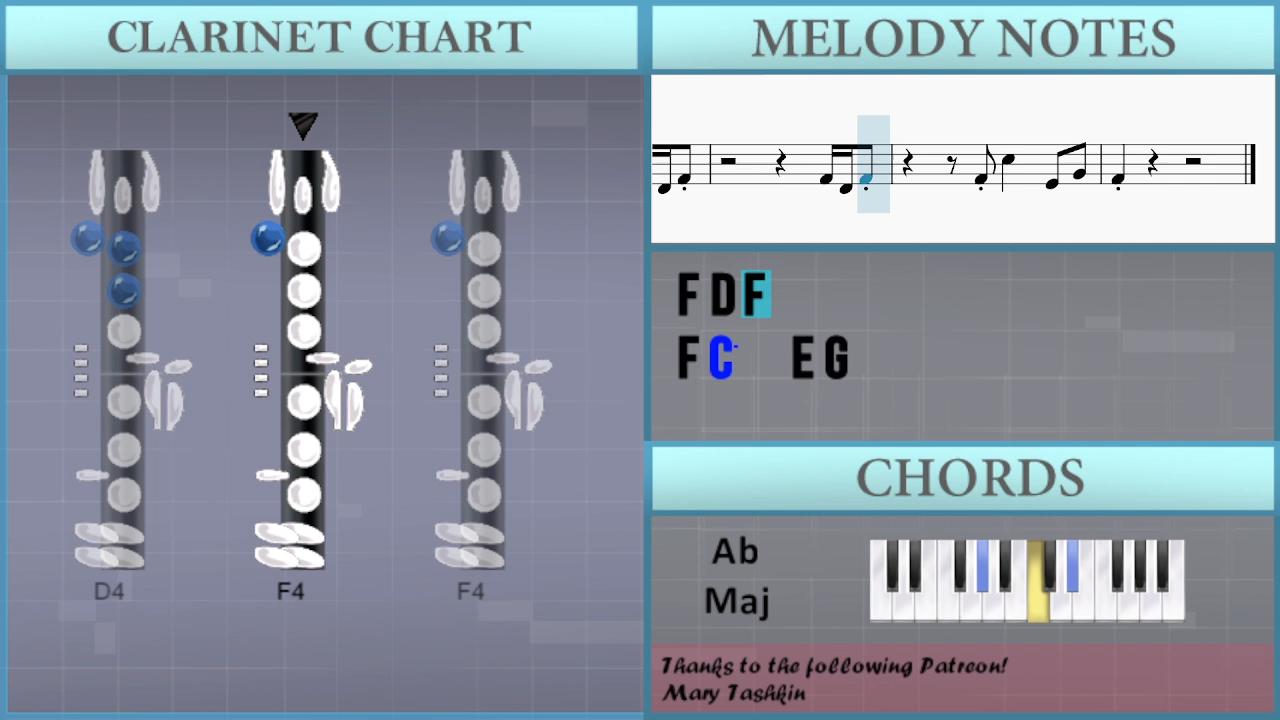 CLARINET CHART
D4
F4
F4
MELODY NOTES
F D F
F C- E G
CHORDS
Ab
Maj
Thanks to the following Patreon!
Mary Tashkin